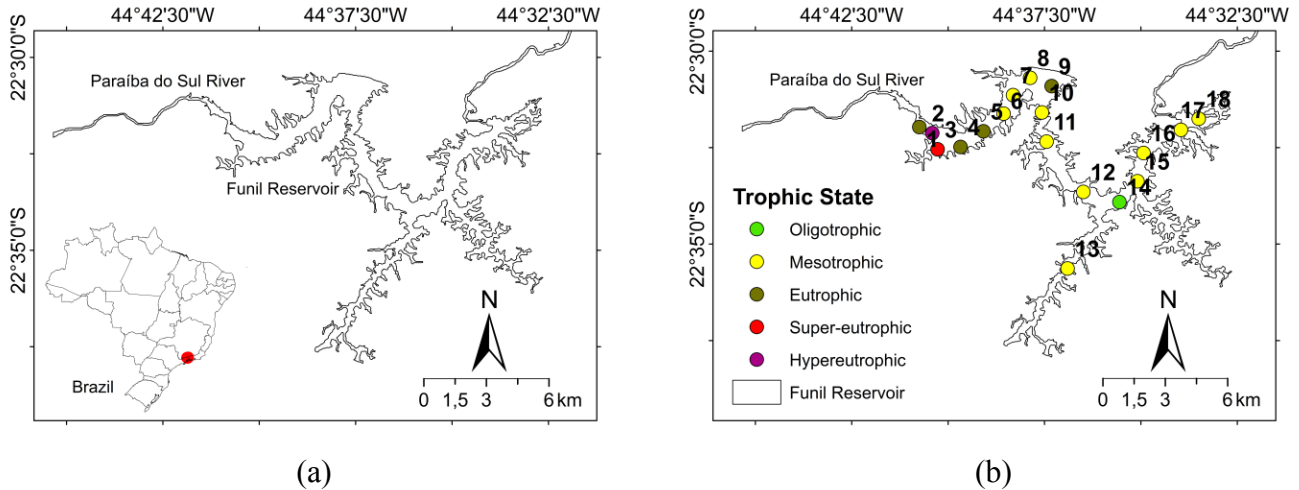 44°42'30"W 44°37'30"W 44°32'30"W
22°30'0"S
22°35'0"S
Paraíba do Sul River
Funil Reservoir
Brazil
N
0 1,5 3 6 km
(a)
44°42'30"W 44°37'30"W 44°32'30"W
22°30'0"S
22°35'0"S
Paraíba do Sul River
8
9
7
10
6
5
2
3
4
1
11
18
17
16
15
12
14
13
Trophic State
Oligotrophic
Mesotrophic
Eutrophic
Super-eutrophic
Hypereutrophic
Funil Reservoir
N
0 1.5 3 6 km
(b)